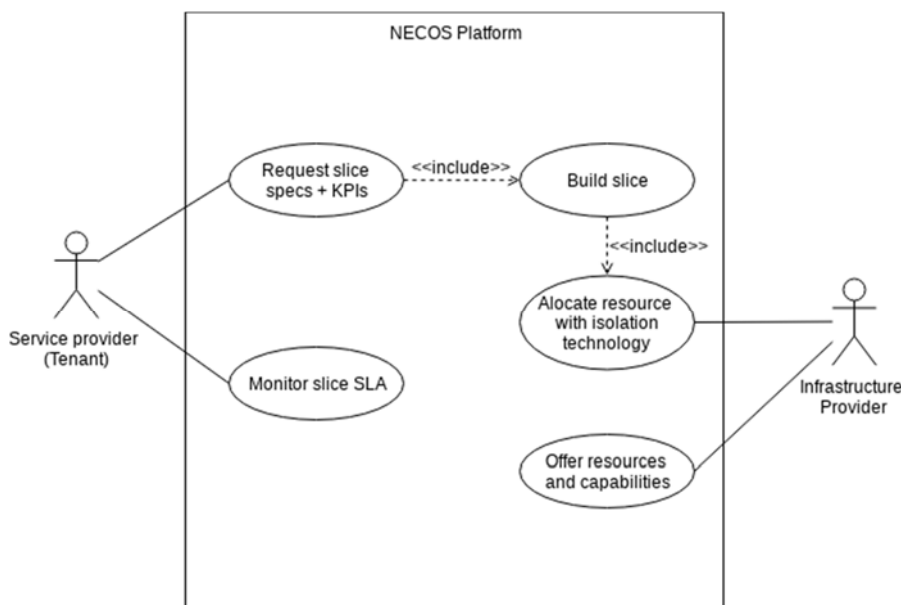 NECOS Platform
Request slice
specs + KPIs
<<include>>
Build slice
<<include>>
Alocate resource
with isolation
technology
Service provider
(Tenant)
Monitor slice SLA
Infrastructure
Provider
Offer resources
and capabilities